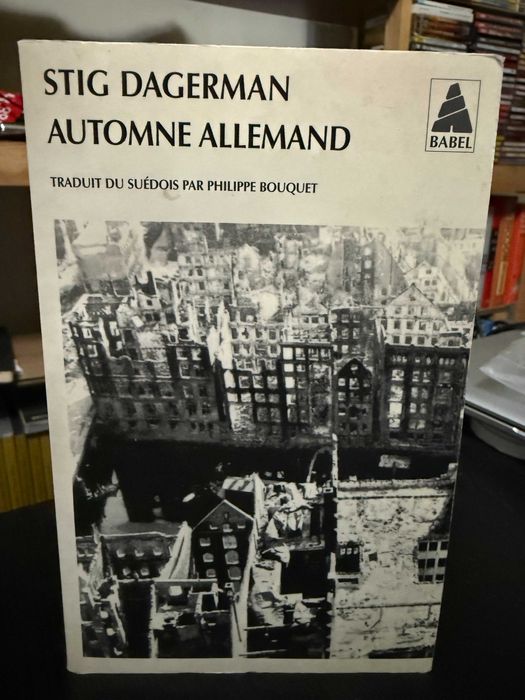 STIG DAGERMAN
AUTOMNE ALLEMAND
BABEL
TRADUIT DU SUÉDOIS PAR PHILIPPE BOUQUET